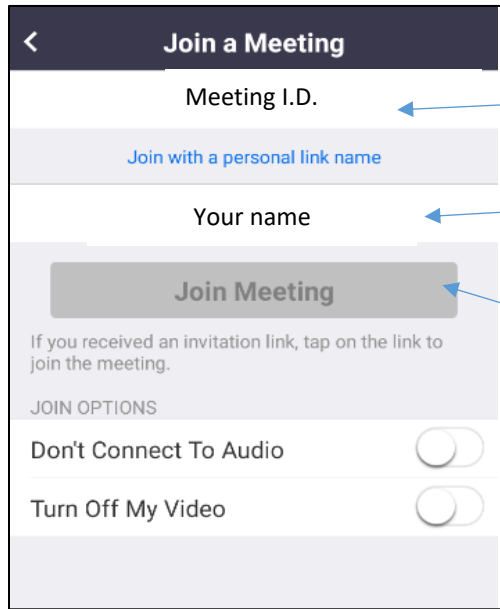 Join a Meeting
Meeting I.D.
Join with a personal link name
Your name
Join Meeting
If you received an invitation link, tap on the link to
join the meeting.
JOIN OPTIONS
Don't Connect To Audio
Turn Off My Video